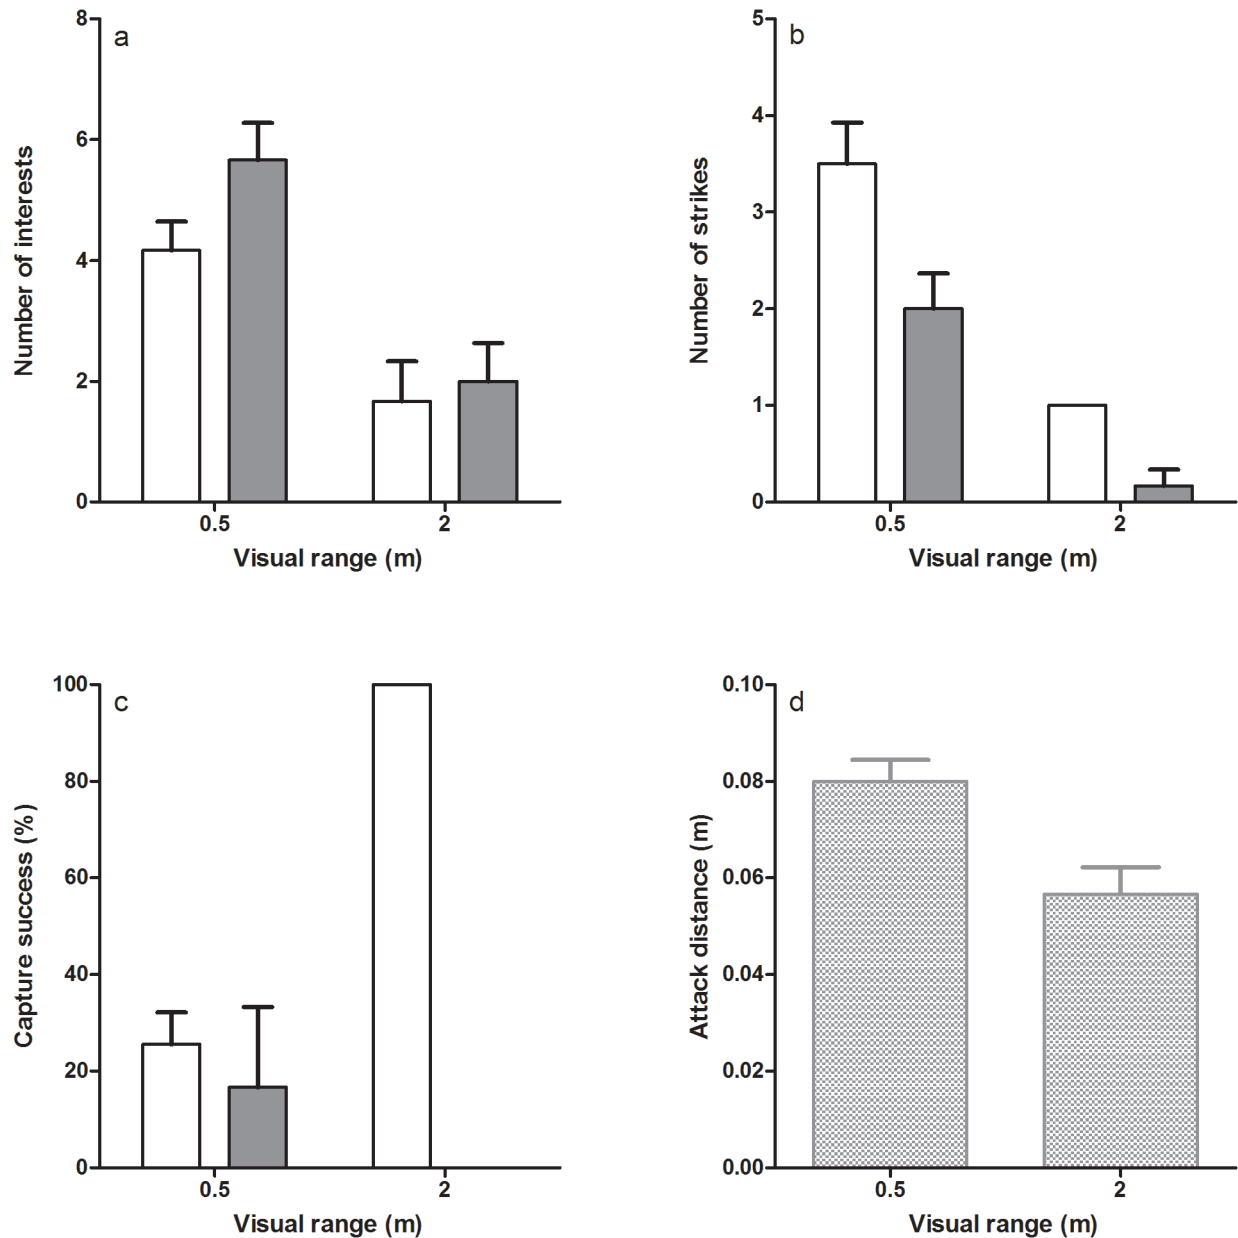 a
Number of interests
8
6
4
2
0
0.5 2
Visual range (m)
b
Number of strikes
5
4
3
2
1
0
0.5 2
Visual range (m)
c
Capture success (%)
100
80
60
40
20
0
0.5 2
Visual range (m)
d
Attack distance (m)
0.10
0.08
0.06
0.04
0.02
0.00
0.5 2
Visual range (m)